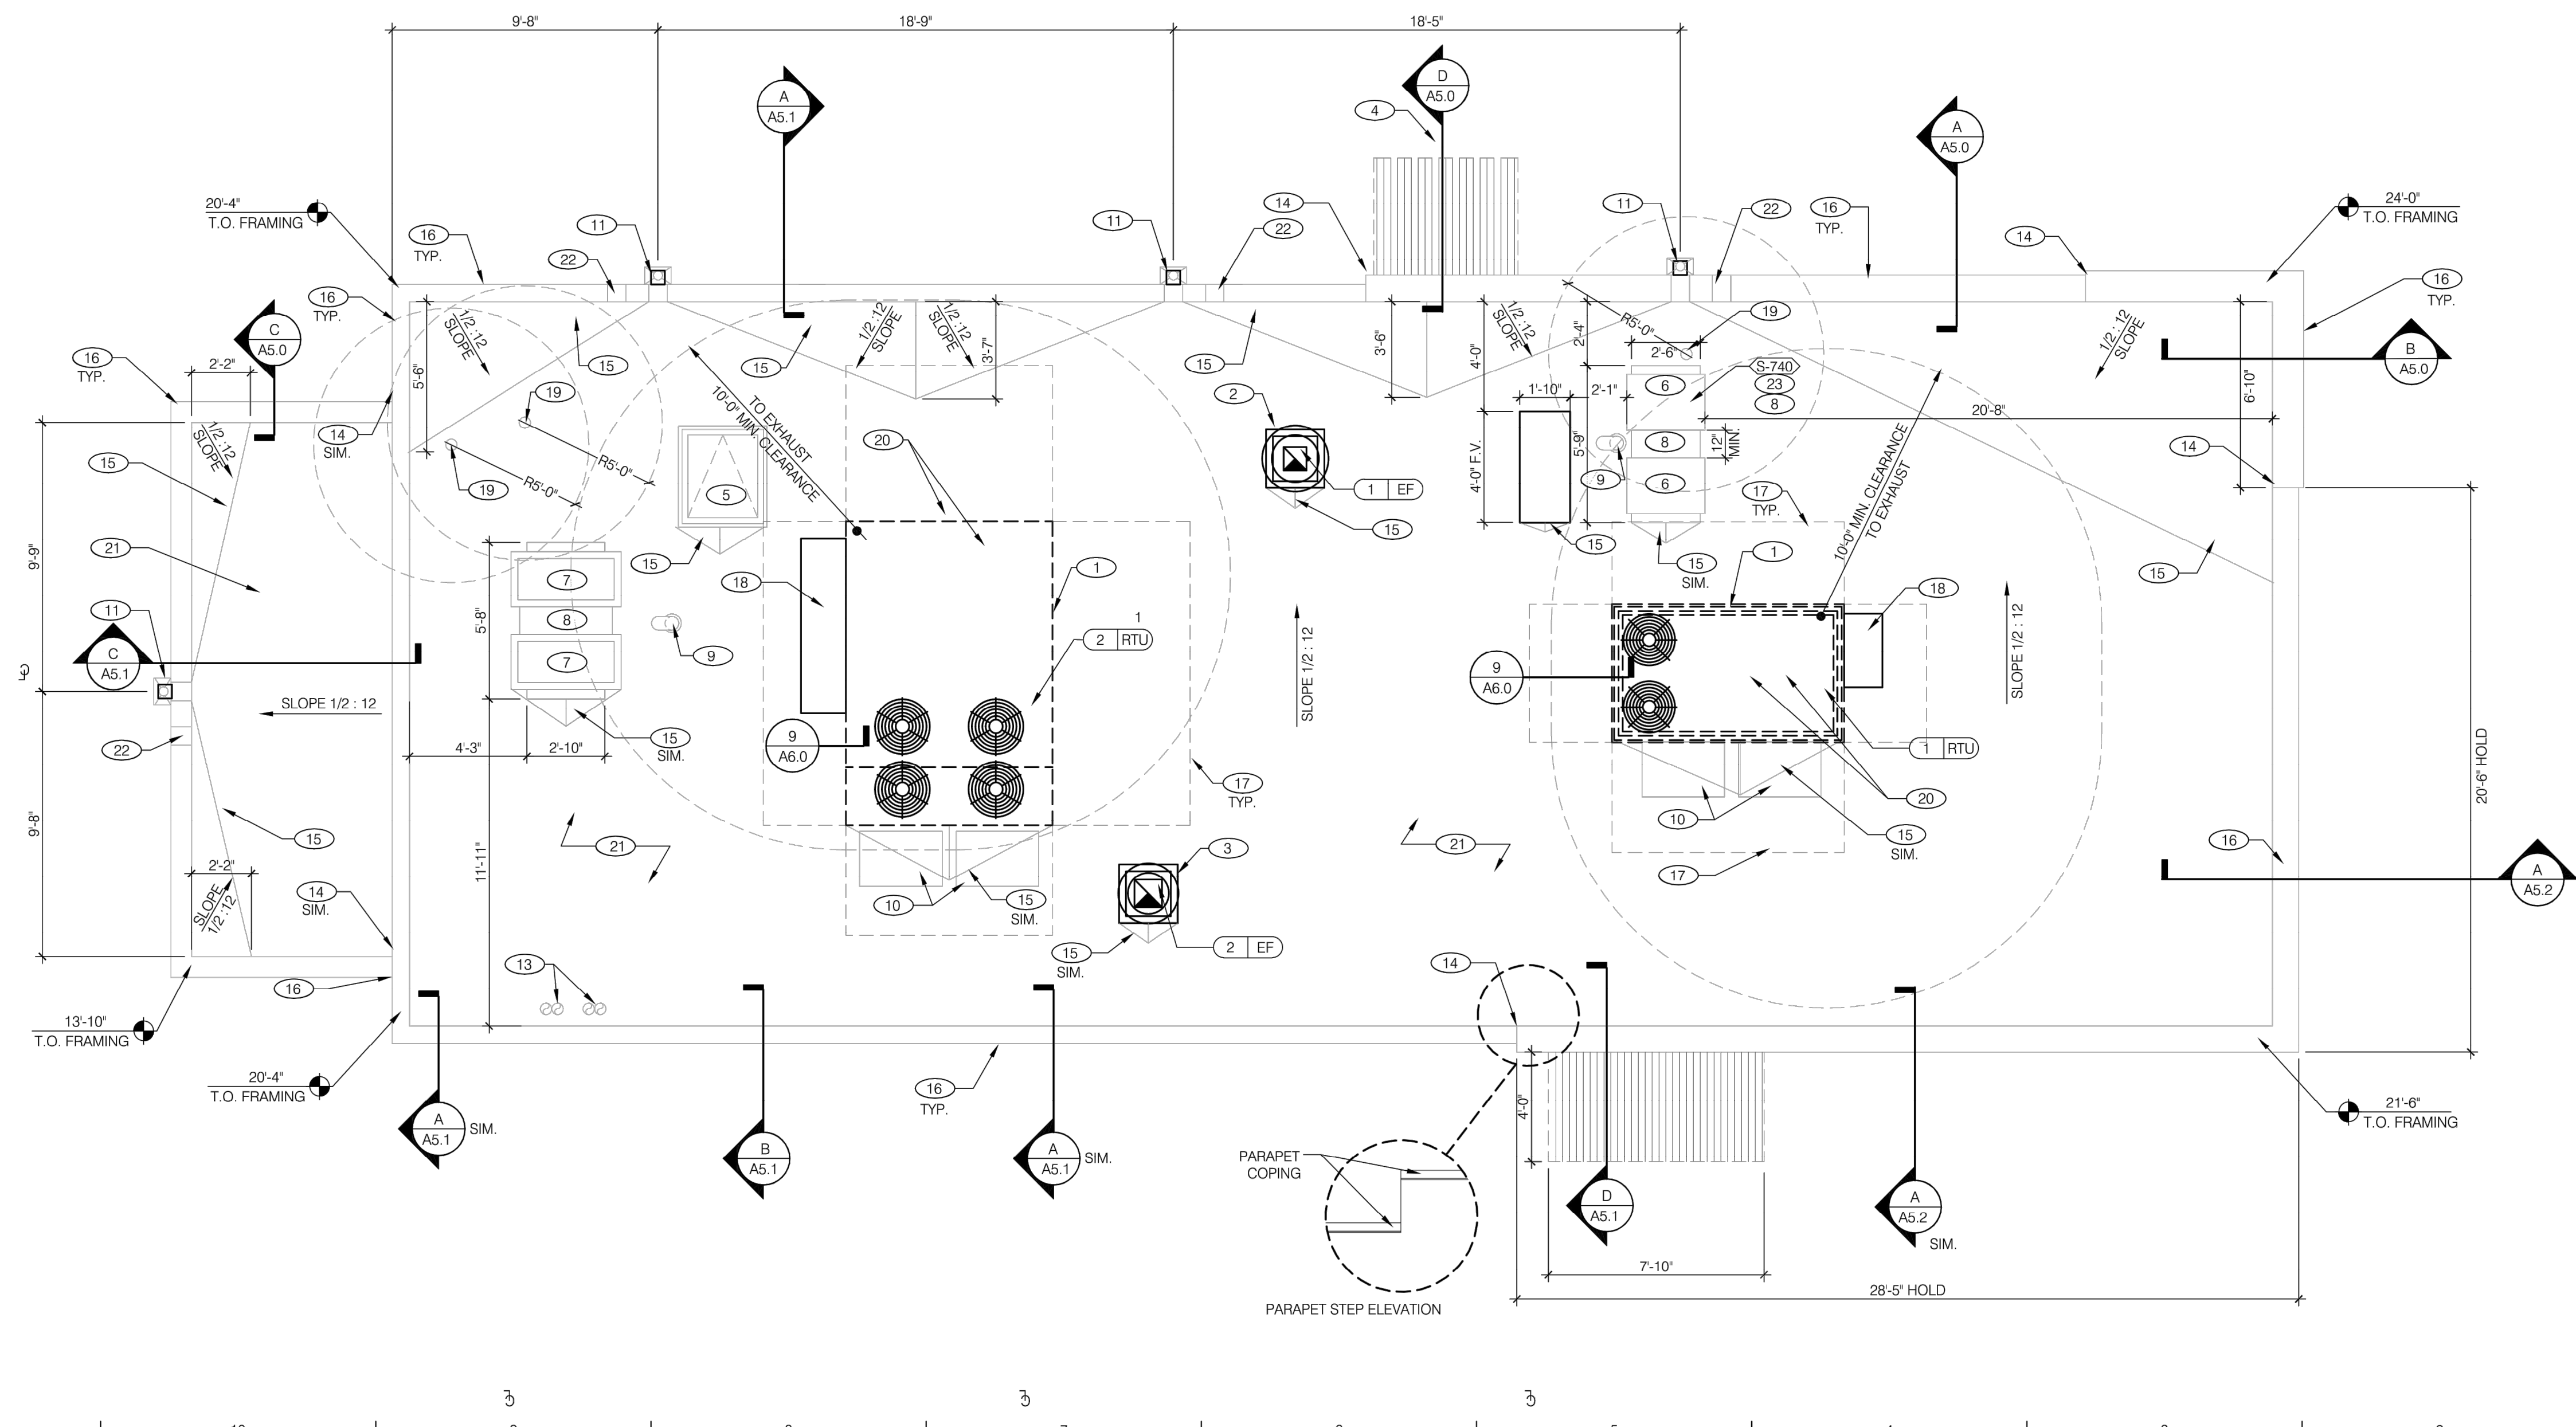 9'-8"
18'-9"
18'-5"
A
A5.1
D
A5.0
4
A
A5.0
20'-4"
T.O. FRAMING
16
TYP.
11
22
11
14
22
11
22
16
TYP.
14
24'-0"
T.O. FRAMING
16
TYP.
16
TYP.
C
A5.0
16
TYP.
2'-2"
5'-6"
1/2 :12
SLOPE
15
15
1/2 :12
SLOPE
1/2 :12
SLOPE
3'-7"
15
3'-6"
4'-0"
1/2 :12
SLOPE
R5'-0"
2'-4"
19
2'-6"
S-740
23
8
6
1/2 :12
SLOPE
B
A5.0
6'-10"
19
14
SIM.
1/2 :12
SLOPE
15
19
R5'-0"
R5'-0"
5
TO EXHAUST
10'-0" MIN. CLEARANCE
20
2
1
EF
15
1'-10"
2'-1"
4'-0" F.V.
5'-9"
9
8
6
12"
MIN.
20'-8"
10'-0" MIN. CLEARANCE
TO EXHAUST
14
17
TYP.
15
15
SIM.
1
15
9'-9"
21
15
7
8
7
5'-8"
9
18
1
1
2
RTU
SLOPE 1/2 : 12
18
SLOPE 1/2 : 12
11
C
A5.1
SLOPE 1/2 : 12
22
4'-3"
2'-10"
15
SIM.
9
A6.0
9
A6.0
1
RTU
17
TYP.
20
10
15
SIM.
17
20'-6" HOLD
16
A
A5.2
9'-8"
15
2'-2"
SLOPE
1/2 :12
14
SIM.
16
11'-11"
21
10
15
SIM.
3
2
EF
15
SIM.
21
13
14
13'-10"
T.O. FRAMING
20'-4"
T.O. FRAMING
A
A5.1
SIM.
B
A5.1
16
TYP.
A
A5.1
SIM.
4'-0"
PARAPET
COPING
D
A5.1
A
A5.2
SIM.
21'-6"
T.O. FRAMING
7'-10"
28'-5" HOLD
PARAPET STEP ELEVATION